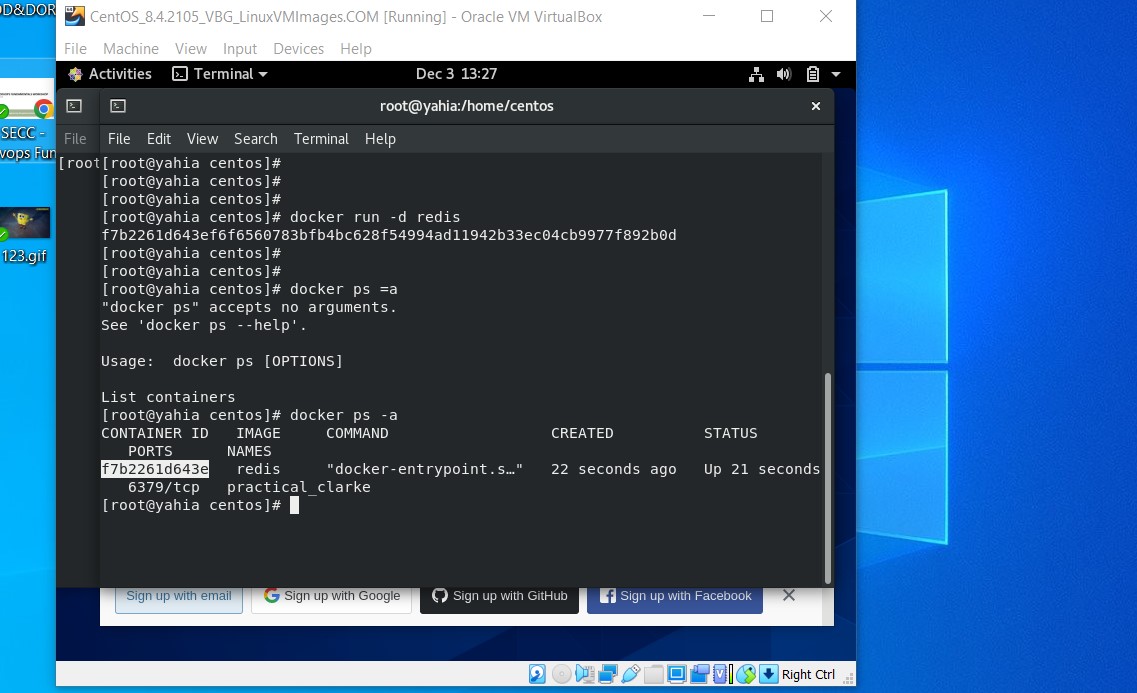 OD&DOR
CentOS_8.4.2105_VBG_LinuxVMImages.COM [Running] - Oracle VM VirtualBox
File Machine View Input Devices Help
Activities Terminal Dec 3 13:27
root@yahia:/home/centos
File
File Edit View Search Terminal Help
SECC -
vops Fun
123.gif
[root
[root@yahia centos]#
[root@yahia centos]#
[root@yahia centos]#
[root@yahia centos]# docker run -d redis
f7b2261d643ef6f6560783bfb4bc628f54994ad11942b33ec04cb9977f892b0d
[root@yahia centos]#
[root@yahia centos]#
[root@yahia centos]# docker ps =a
"docker ps" accepts no arguments.
See 'docker ps --help'.
Usage:  docker ps [OPTIONS]
List containers
[root@yahia centos]# docker ps -a
CONTAINER ID   IMAGE     COMMAND                  CREATED          STATUS
PORTS      NAMES
f7b2261d643e   redis     "docker-entrypoint.s…"   22 seconds ago   Up 21 seconds
6379/tcp   practical_clarke
[root@yahia centos]#
Sign up with email Sign up with Google Sign up with GitHub Sign up with Facebook
Right Ctrl